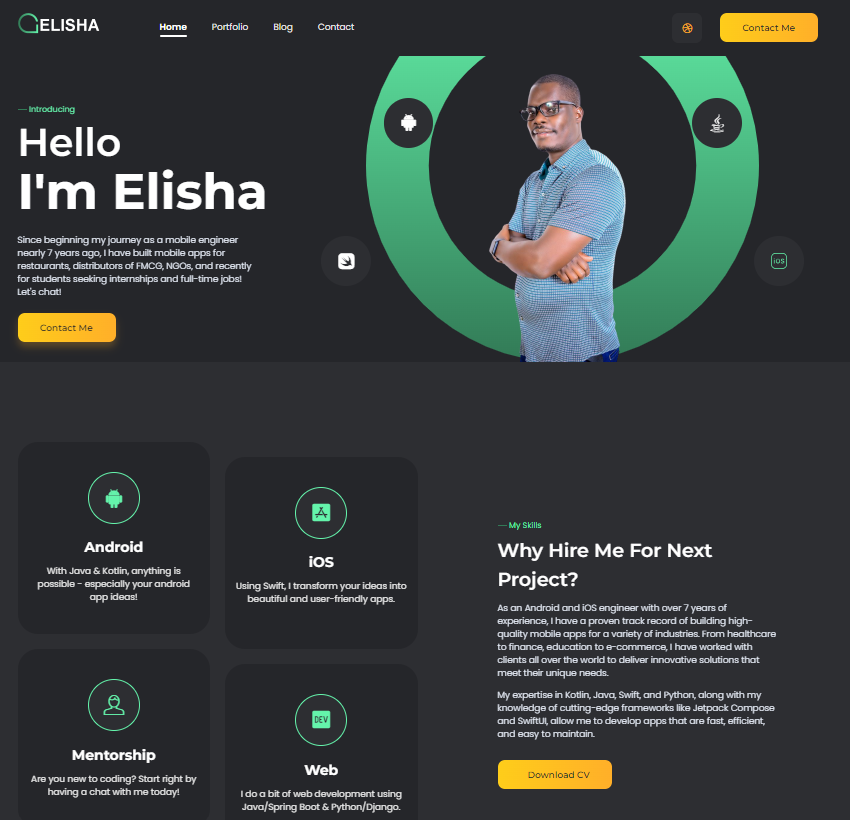 ELISHA
Home
Portfolio
Blog
Contact
Contact Me
Introducing
Hello
I'm Elisha
Since beginning my journey as a mobile engineer
nearly 7 years ago, I have built mobile apps for
restaurants, distributors of FMCG, NGOs, and recently
for students seeking internships and full-time jobs!
Let's chat!
Contact Me
iOS
Android
With Java & Kotlin, anything is
possible - especially your android
app ideas!
iOS
Using Swift, I transform your ideas into
beautiful and user-friendly apps.
Mentorship
Are you new to coding? Start right by
having a chat with me today!
DEV
Web
I do a bit of web development using
Java/Spring Boot & Python/Django.
My Skills
Why Hire Me For Next
Project?
As an Android and iOS engineer with over 7 years of
experience, I have a proven track record of building high-
quality mobile apps for a variety of industries. From healthcare
to finance, education to e-commerce, I have worked with
clients all over the world to deliver innovative solutions that
meet their unique needs.
My expertise in Kotlin, Java, Swift, and Python, along with my
knowledge of cutting-edge frameworks like Jetpack Compose
and SwiftUI, allow me to develop apps that are fast, efficient,
and easy to maintain.
Download CV